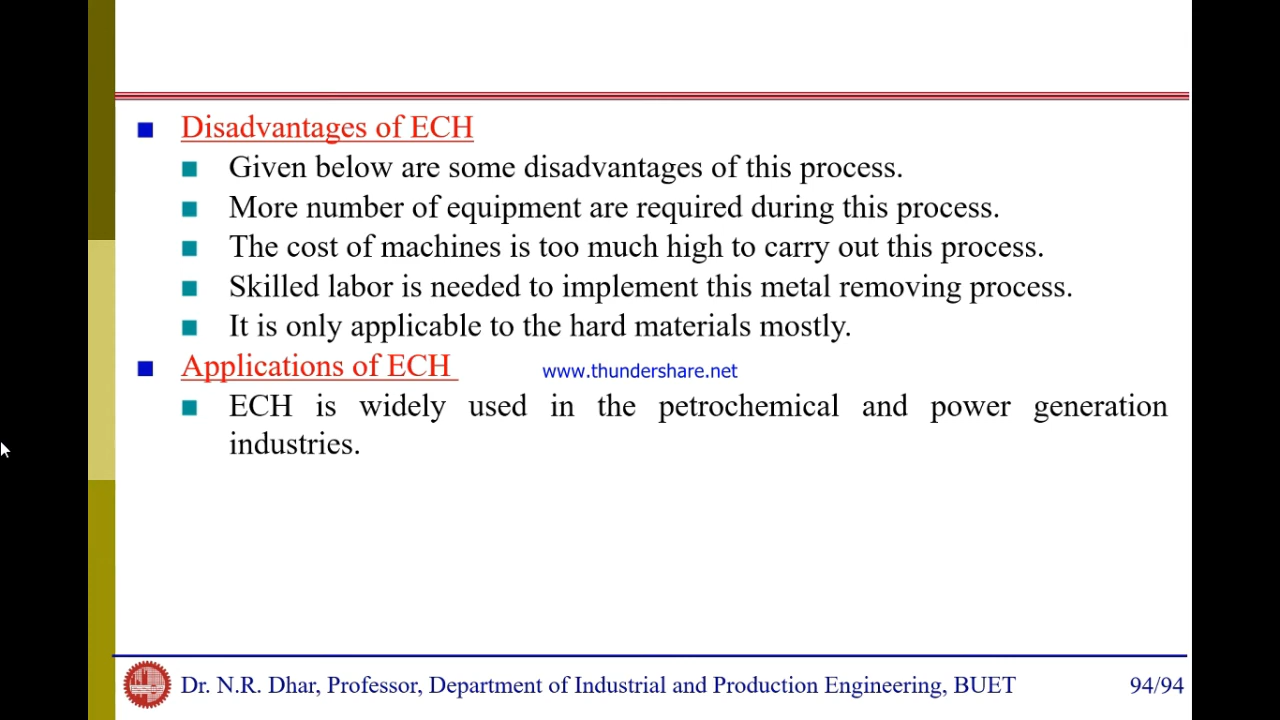 Disadvantages of ECH
Given below are some disadvantages of this process.
More number of equipment are required during this process.
The cost of machines is too much high to carry out this process.
Skilled labor is needed to implement this metal removing process.
It is only applicable to the hard materials mostly.
Applications of ECH
www.thundershare.net
ECH is widely used in the petrochemical and power generation
industries.
Dr. N.R. Dhar, Professor, Department of Industrial and Production Engineering, BUET
94/94